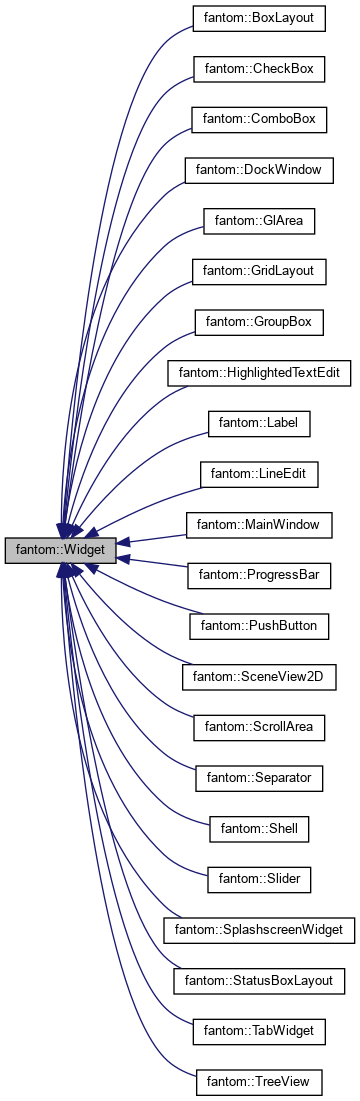 fantom::BoxLayout
fantom::CheckBox
fantom::ComboBox
fantom::DockWindow
fantom::GlArea
fantom::GridLayout
fantom::GroupBox
fantom::HighlightedTextEdit
fantom::Label
fantom::LineEdit
fantom::MainWindow
fantom::Widget
fantom::ProgressBar
fantom::PushButton
fantom::SceneView2D
fantom::ScrollArea
fantom::Separator
fantom::Shell
fantom::Slider
fantom::SplashscreenWidget
fantom::StatusBoxLayout
fantom::TabWidget
fantom::TreeView